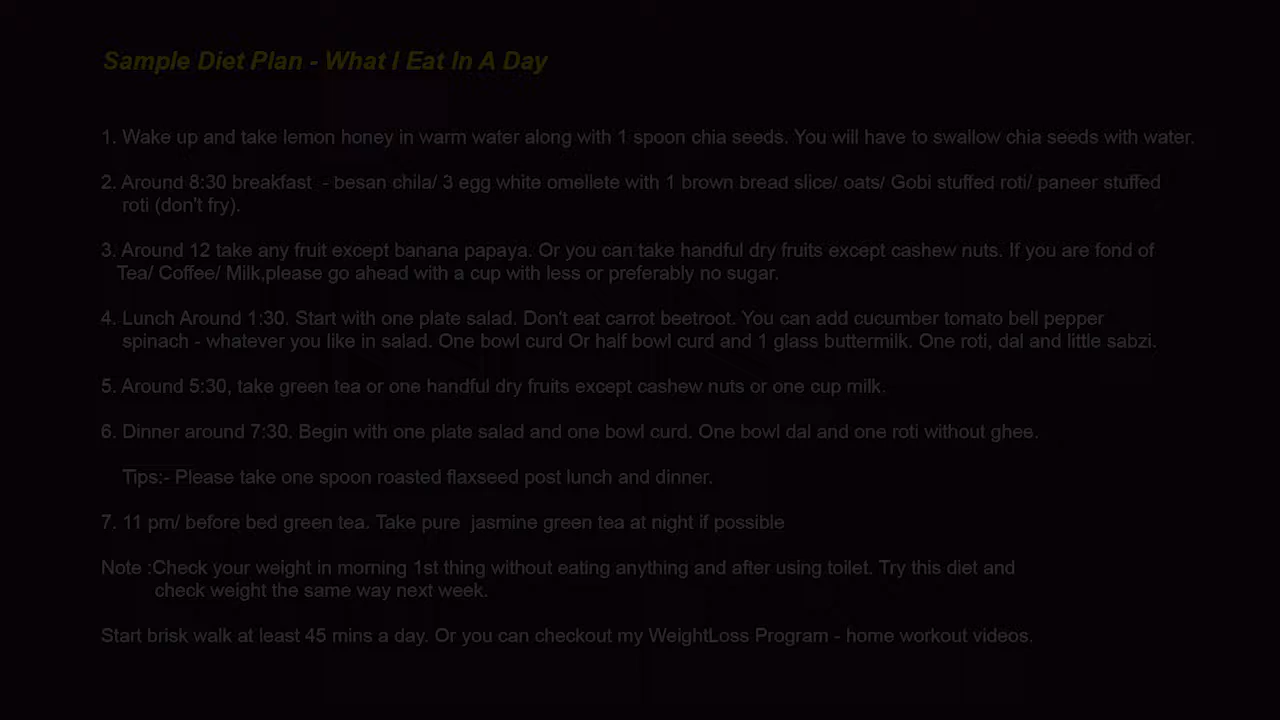 Sample Diet Plan - What I Eat In A Day
1. Wake up and take lemon honey in warm water along with 1 spoon chia seeds. You will have to swallow chia seeds with water.
2. Around 8:30 breakfast  - besan chila/ 3 egg white omellete with 1 brown bread slice/ oats/ Gobi stuffed roti/ paneer stuffed
roti (don't fry).
3. Around 12 take any fruit except banana papaya. Or you can take handful dry fruits except cashew nuts. If you are fond of
Tea/ Coffee/ Milk,please go ahead with a cup with less or preferably no sugar.
4. Lunch Around 1:30. Start with one plate salad. Don't eat carrot beetroot. You can add cucumber tomato bell pepper
spinach - whatever you like in salad. One bowl curd Or half bowl curd and 1 glass buttermilk. One roti, dal and little sabzi.
5. Around 5:30, take green tea or one handful dry fruits except cashew nuts or one cup milk.
6. Dinner around 7:30. Begin with one plate salad and one bowl curd. One bowl dal and one roti without ghee.
Tips:- Please take one spoon roasted flaxseed post lunch and dinner.
7. 11 pm/ before bed green tea. Take pure  jasmine green tea at night if possible
Note :Check your weight in morning 1st thing without eating anything and after using toilet. Try this diet and
check weight the same way next week.
Start brisk walk at least 45 mins a day. Or you can checkout my WeightLoss Program - home workout videos.